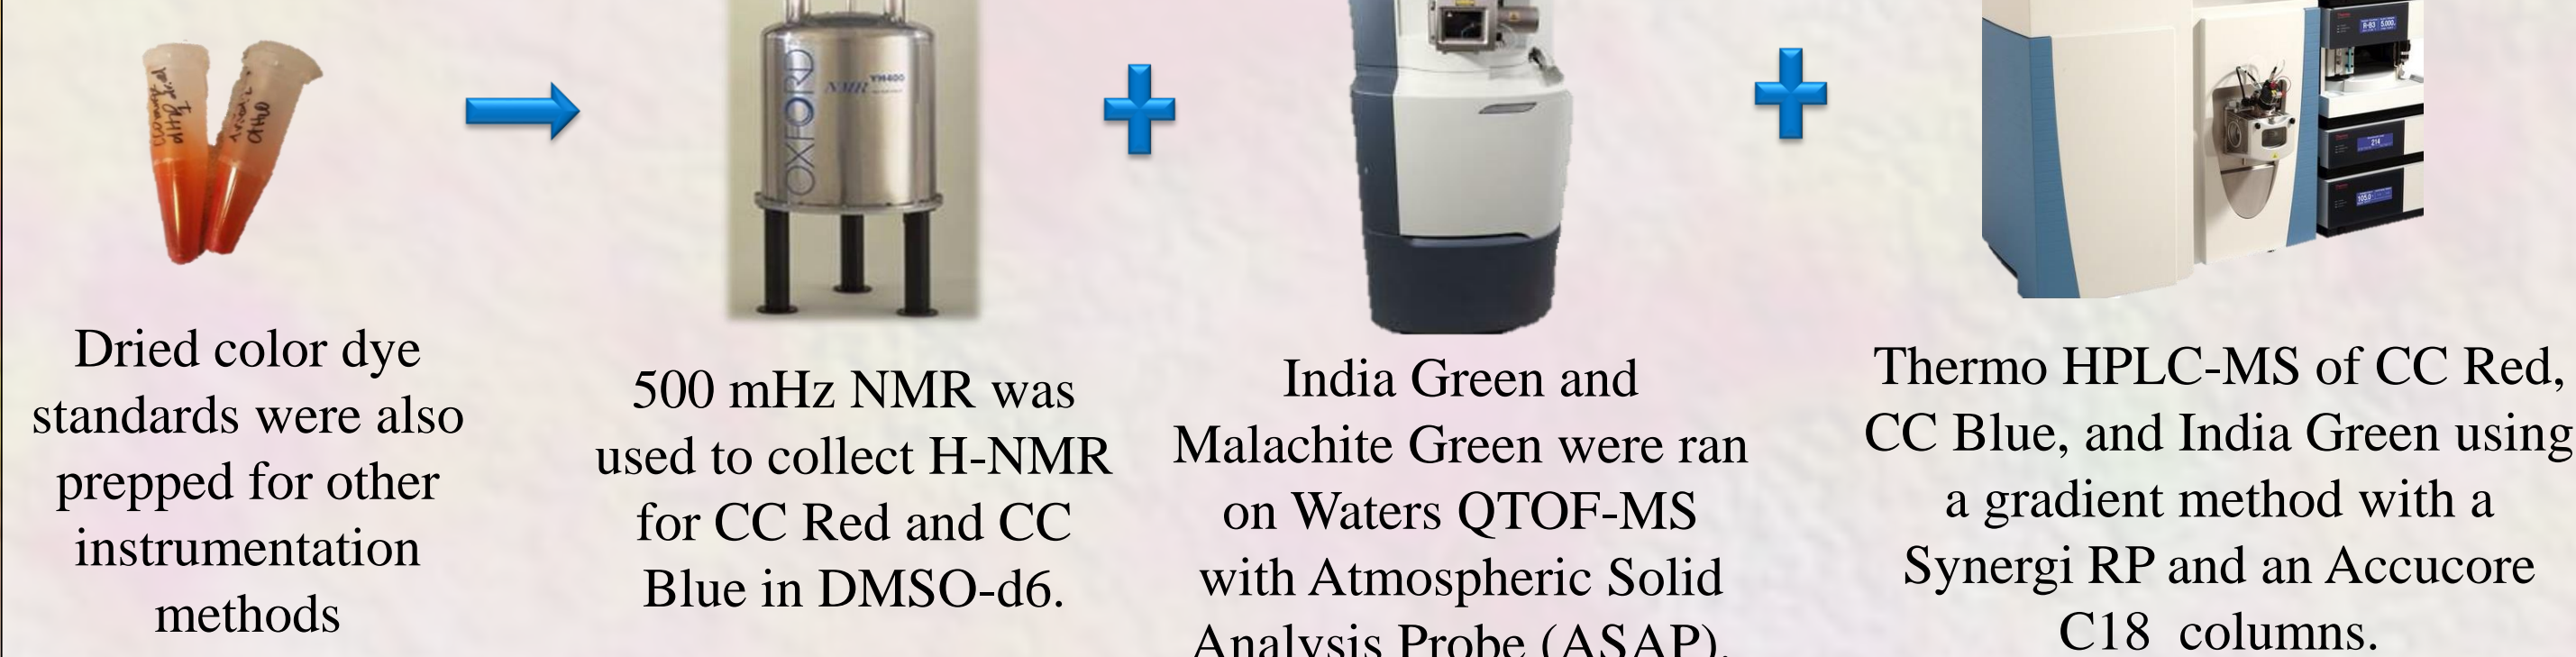 OXFORD
NMR YH400
Dried color dye
standards were also
prepped for other
instrumentation
methods
500 mHz NMR was
used to collect H-NMR
for CC Red and CC
Blue in DMSO-d6.
India Green and
Malachite Green were ran
on Waters QTOF-MS
with Atmospheric Solid
Analysis Probe (ASAP).
Thermo HPLC-MS of CC Red,
CC Blue, and India Green using
a gradient method with a
Synergi RP and an Accucore
C18 columns.